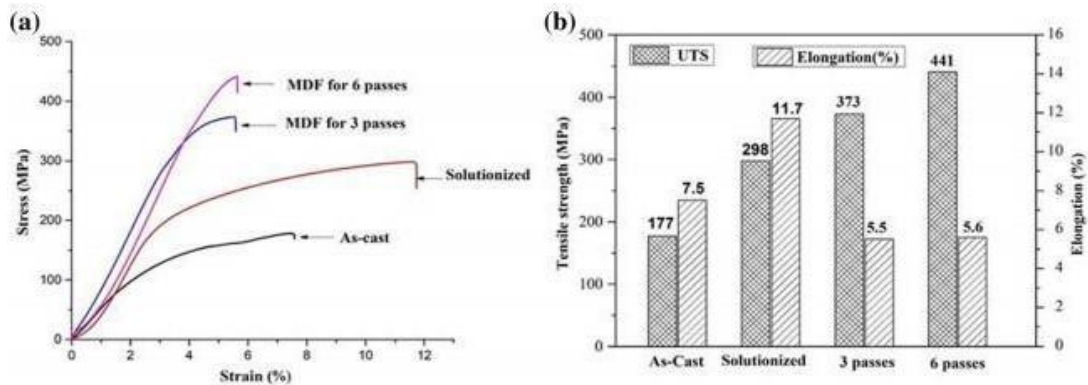 (a)
500
400
300
200
100
0
Stress (MPa)
MDF for 6 passes
MDF for 3 passes
Solutionized
As-cast
0 2 4 6 8 10 12
Strain (%)
(b)
500
400
300
200
100
0
Tensile strength (MPa)
UTS Elongation(%)
177 7.5
298 11.7
373 5.5
441 5.6
As-Cast Solutionized 3 passes 6 passes
16
14
12
10
8
6
4
2
0
Elongation (%)